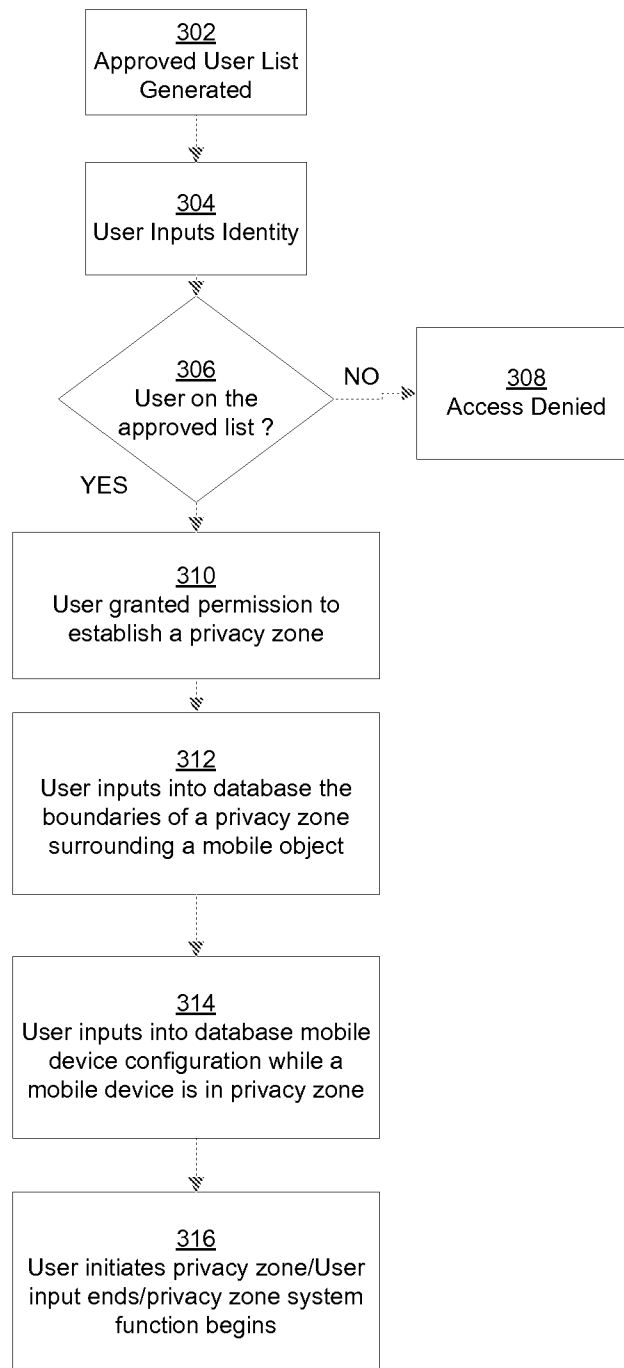 302
Approved User List
Generated
304
User Inputs Identity
306
User on the
approved list ?
NO
308
Access Denied
YES
310
User granted permission to
establish a privacy zone
312
User inputs into database the
boundaries of a privacy zone
surrounding a mobile object
314
User inputs into database mobile
device configuration while a
mobile device is in privacy zone
316
User initiates privacy zone/User
input ends/privacy zone system
function begins